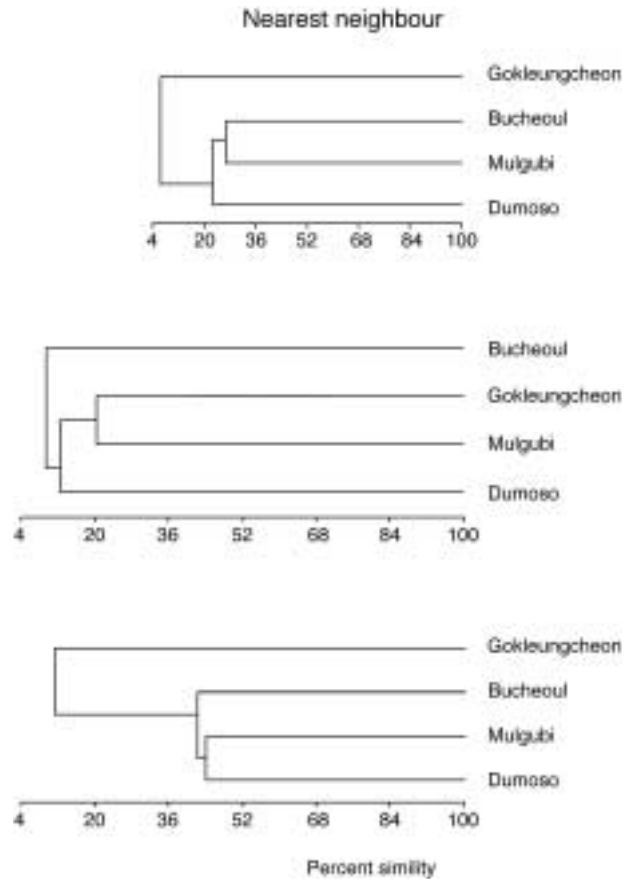 Nearest neighbour
Gokleungcheon
Bucheoul
Mulgubi
Dumoso
4 20 36 52 68 84 100
Bucheoul
Gokleungcheon
Mulgubi
Dumoso
4 20 36 52 68 84 100
Gokleungcheon
Bucheoul
Mulgubi
Dumoso
4 20 36 52 68 84 100
Percent simility